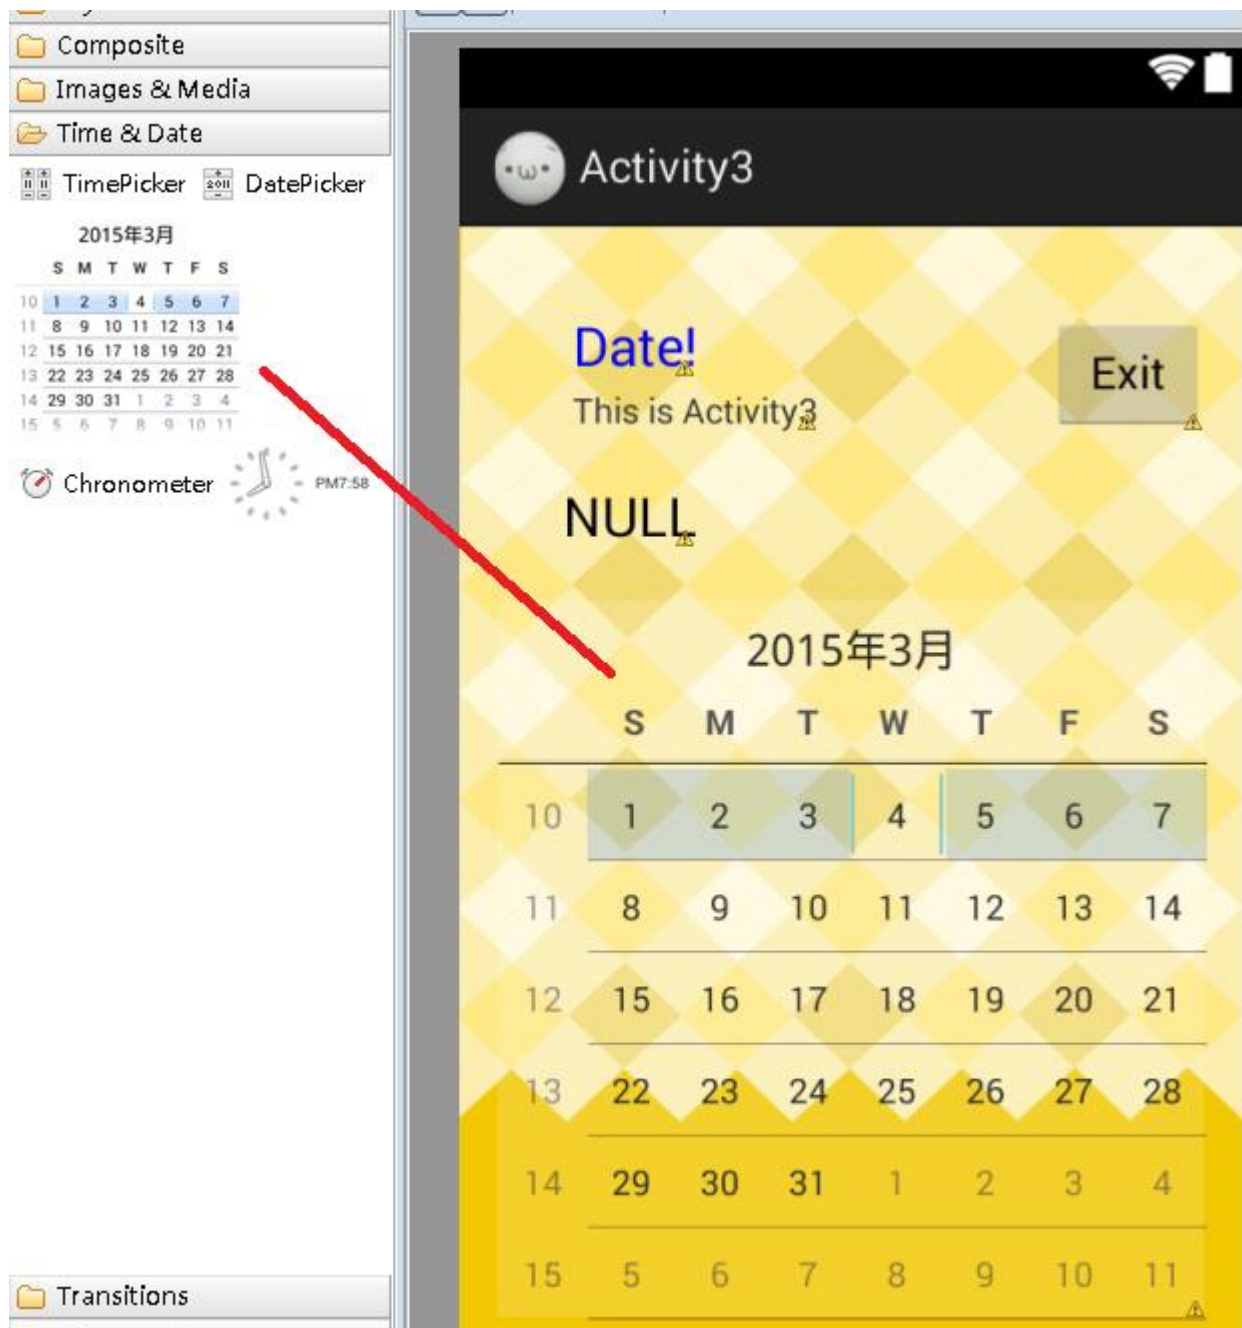 Composite
Images & Media
Time & Date
TimePicker DatePicker
2015年3月
S M T W T F S
10 1 2 3 4 5 6 7
11 8 9 10 11 12 13 14
12 15 16 17 18 19 20 21
13 22 23 24 25 26 27 28
14 29 30 31 1 2 3 4
15 5 6 7 8 9 10 11
Chronometer PM7:58
Transitions
Activity3
Date!
Exit
This is Activity3
NULL
2015年3月
S M T W T F S
10 1 2 3 4 5 6 7
11 8 9 10 11 12 13 14
12 15 16 17 18 19 20 21
13 22 23 24 25 26 27 28
14 29 30 31 1 2 3 4
15 5 6 7 8 9 10 11